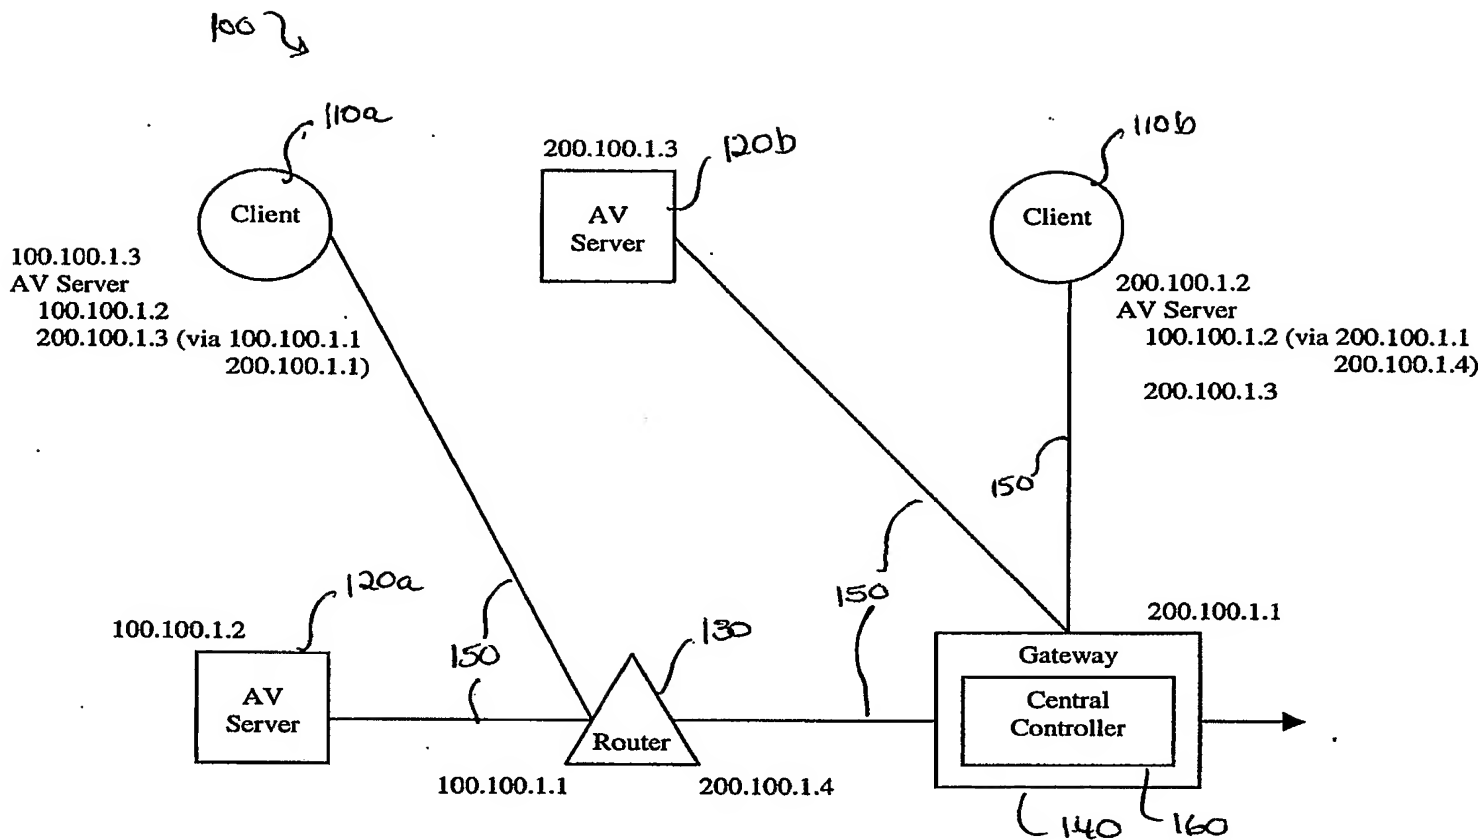 100
110a
110b
200.100.1.3
120b
Client
AV
Server
Client
100.100.1.3
AV Server
100.100.1.2
200.100.1.3 (via 100.100.1.1
200.100.1.1)
200.100.1.2
AV Server
100.100.1.2 (via 200.100.1.1
200.100.1.4)
200.100.1.3
150
150
120a
100.100.1.2
150
130
200.100.1.1
AV
Server
Router
Gateway
Central
Controller
100.100.1.1
200.100.1.4
140
160